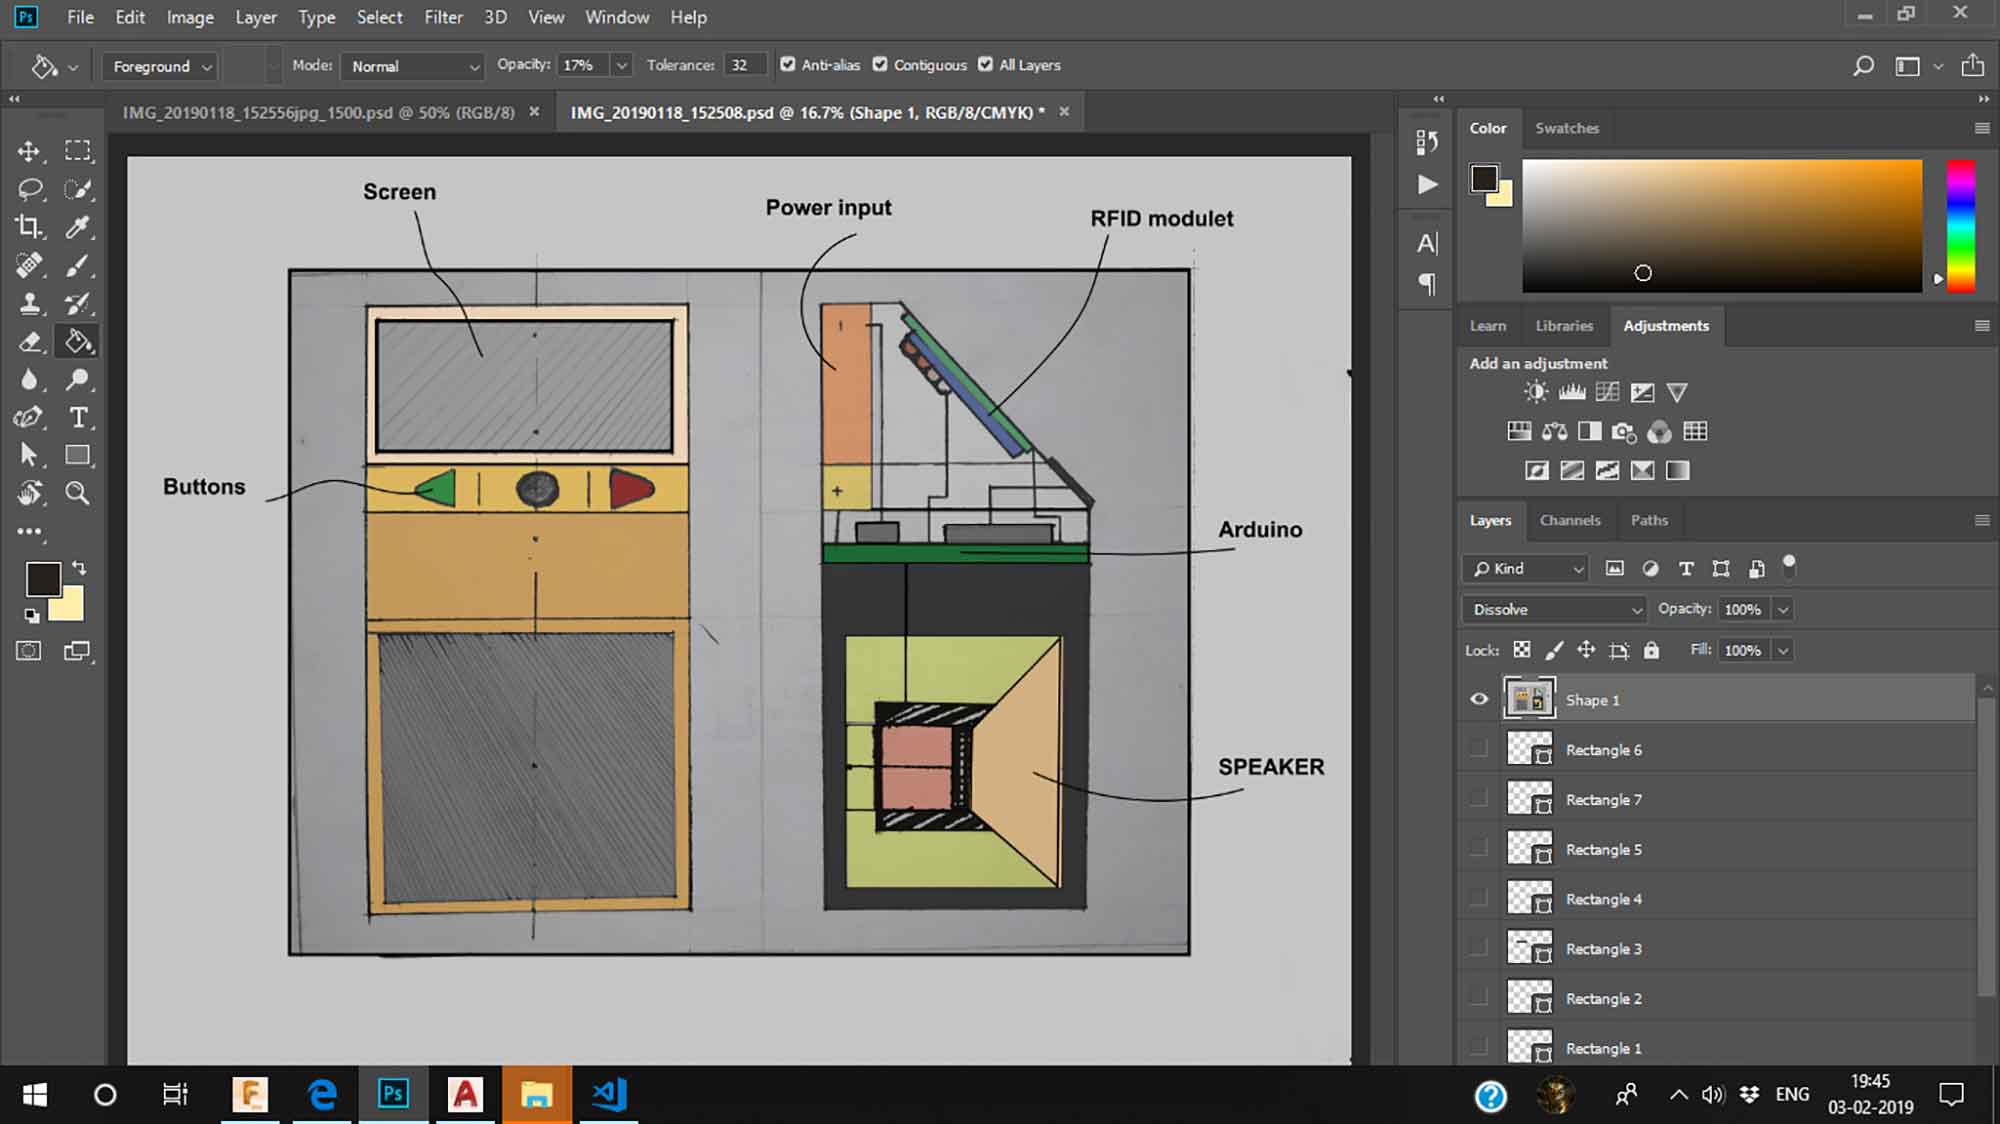 Ps File Edit Image Layer Type Select Filter 3D View Window Help
Foreground Mode: Normal Opacity: 17% Tolerance: 32 Anti-alias Contiguous All Layers
IMG_20190118_152556jpg_1500.psd @ 50% (RGB/8) × IMG_20190118_152508.psd @ 16.7% (Shape 1, RGB/8/CMYK) * ×
Color Swatches
Screen
Power input
RFID modulet
Buttons
+
Arduino
SPEAKER
Learn Libraries Adjustments
Add an adjustment
Layers Channels Paths
Kind
Dissolve Opacity: 100%
Lock: Fill: 100%
Shape 1
Rectangle 6
Rectangle 7
Rectangle 5
Rectangle 4
Rectangle 3
Rectangle 2
Rectangle 1
Ps
ENG
19:45
03-02-2019